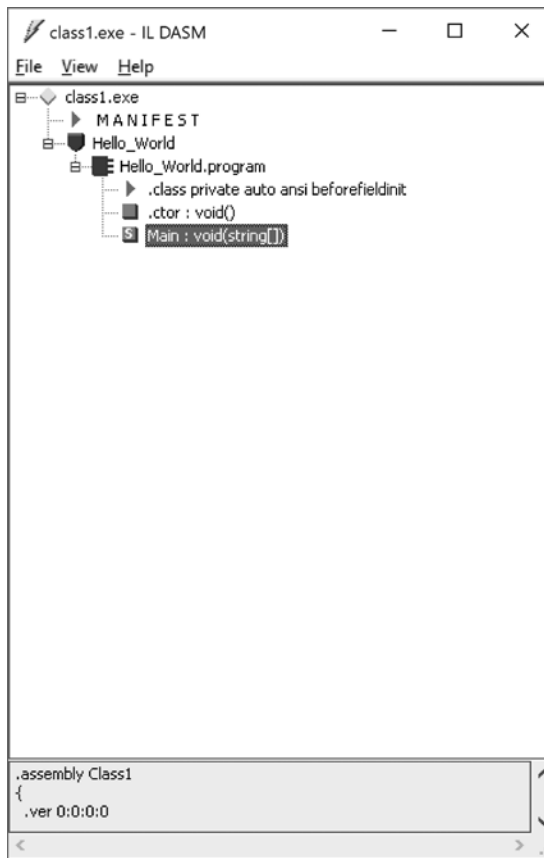 class1.exe - IL DASM
File View Help
class1.exe
MANIFEST
Hello_World
Hello_World.program
.class private auto ansi beforefieldinit
.ctor : void()
S Main : void(string[])
.assembly Class1
{
.ver 0:0:0:0